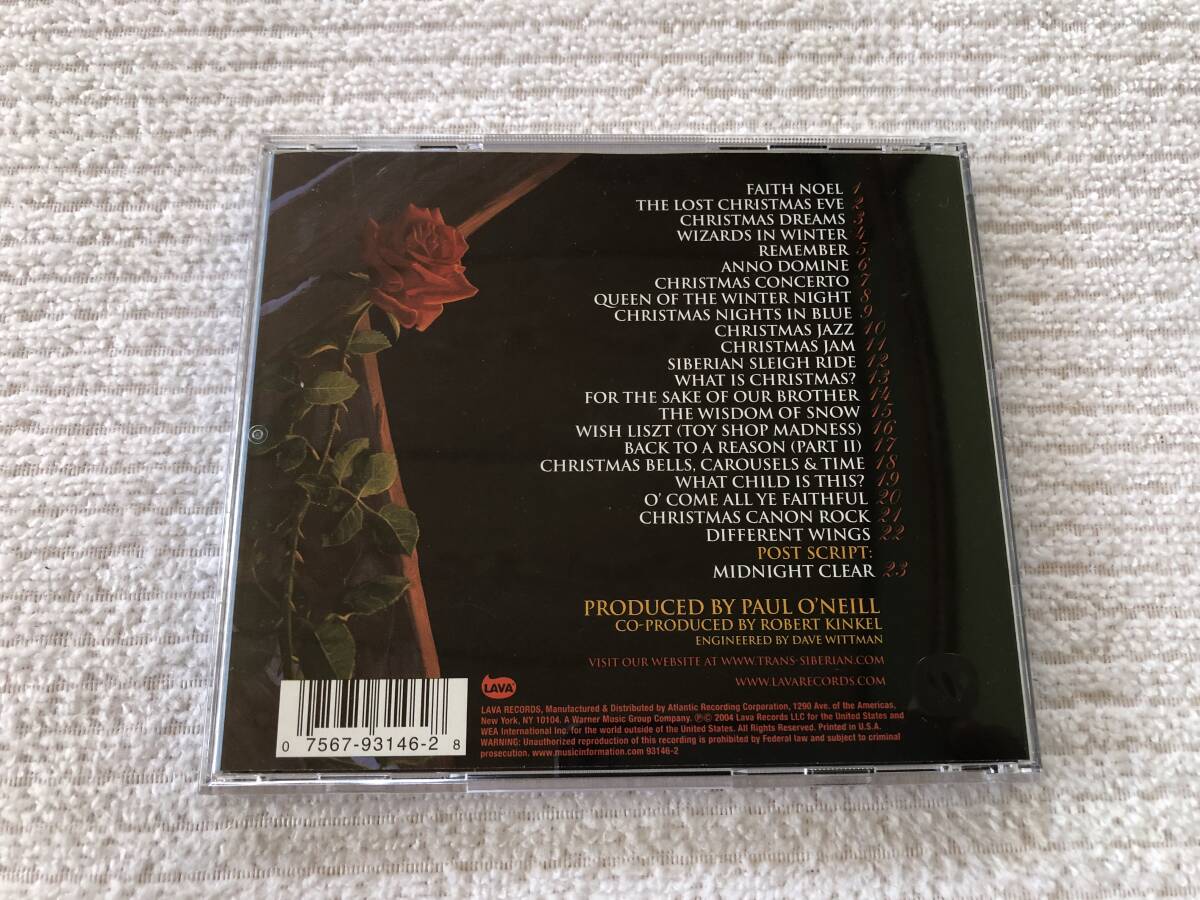 FAITH NOEL 1
THE LOST CHRISTMAS EVE 2
CHRISTMAS DREAMS 3
WIZARDS IN WINTER 4
REMEMBER 5
ANNO DOMINE 6
CHRISTMAS CONCERTO 7
QUEEN OF THE WINTER NIGHT 8
CHRISTMAS NIGHTS IN BLUE 9
CHRISTMAS JAZZ 10
CHRISTMAS JAM 11
SIBERIAN SLEIGH RIDE 12
WHAT IS CHRISTMAS? 13
FOR THE SAKE OF OUR BROTHER 14
THE WISDOM OF SNOW 15
WISH LISZT (TOY SHOP MADNESS) 16
BACK TO A REASON (PART II) 17
CHRISTMAS BELLS, CAROUSELS & TIME 18
WHAT CHILD IS THIS? 19
O' COME ALL YE FAITHFUL 20
CHRISTMAS CANON ROCK 21
DIFFERENT WINGS 22
POST SCRIPT:
MIDNIGHT CLEAR 23
PRODUCED BY PAUL O'NEILL
CO-PRODUCED BY ROBERT KINKEL
ENGINEERED BY DAVE WITTMAN
VISIT OUR WEBSITE AT WWW.TRANS-SIBERIAN.COM
WWW.LAVARECORDS.COM
LAVA
LAVA RECORDS, Manufactured & Distributed by Atlantic Recording Corporation, 1290 Ave. of the Americas,
New York, NY 10104. A Warner Music Group Company. ℗© 2004 Lava Records LLC for the United States and
WEA International Inc. for the world outside of the United States. All Rights Reserved. Printed in U.S.A.
WARNING: Unauthorized reproduction of this recording is prohibited by Federal law and subject to criminal
prosecution. www.musicinformation.com 93146-2
0 7567-93146-2 8